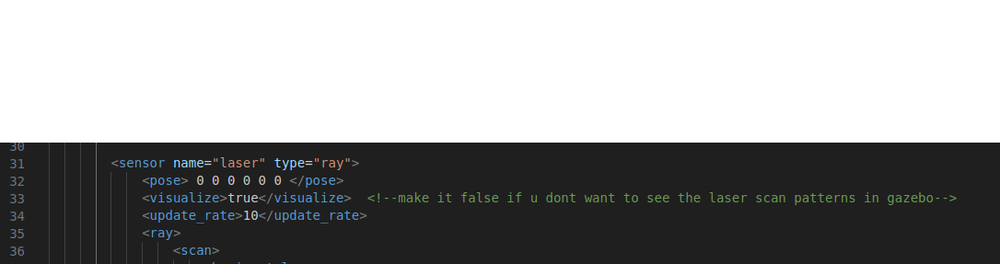 30
31 <sensor name="laser" type="ray">
32 <pose> 0 0 0 0 0 0 </pose>
33 <visualize>true</visualize> <!--make it false if u dont want to see the laser scan patterns in gazebo-->
34 <update_rate>10</update_rate>
35 <ray>
36 <scan>